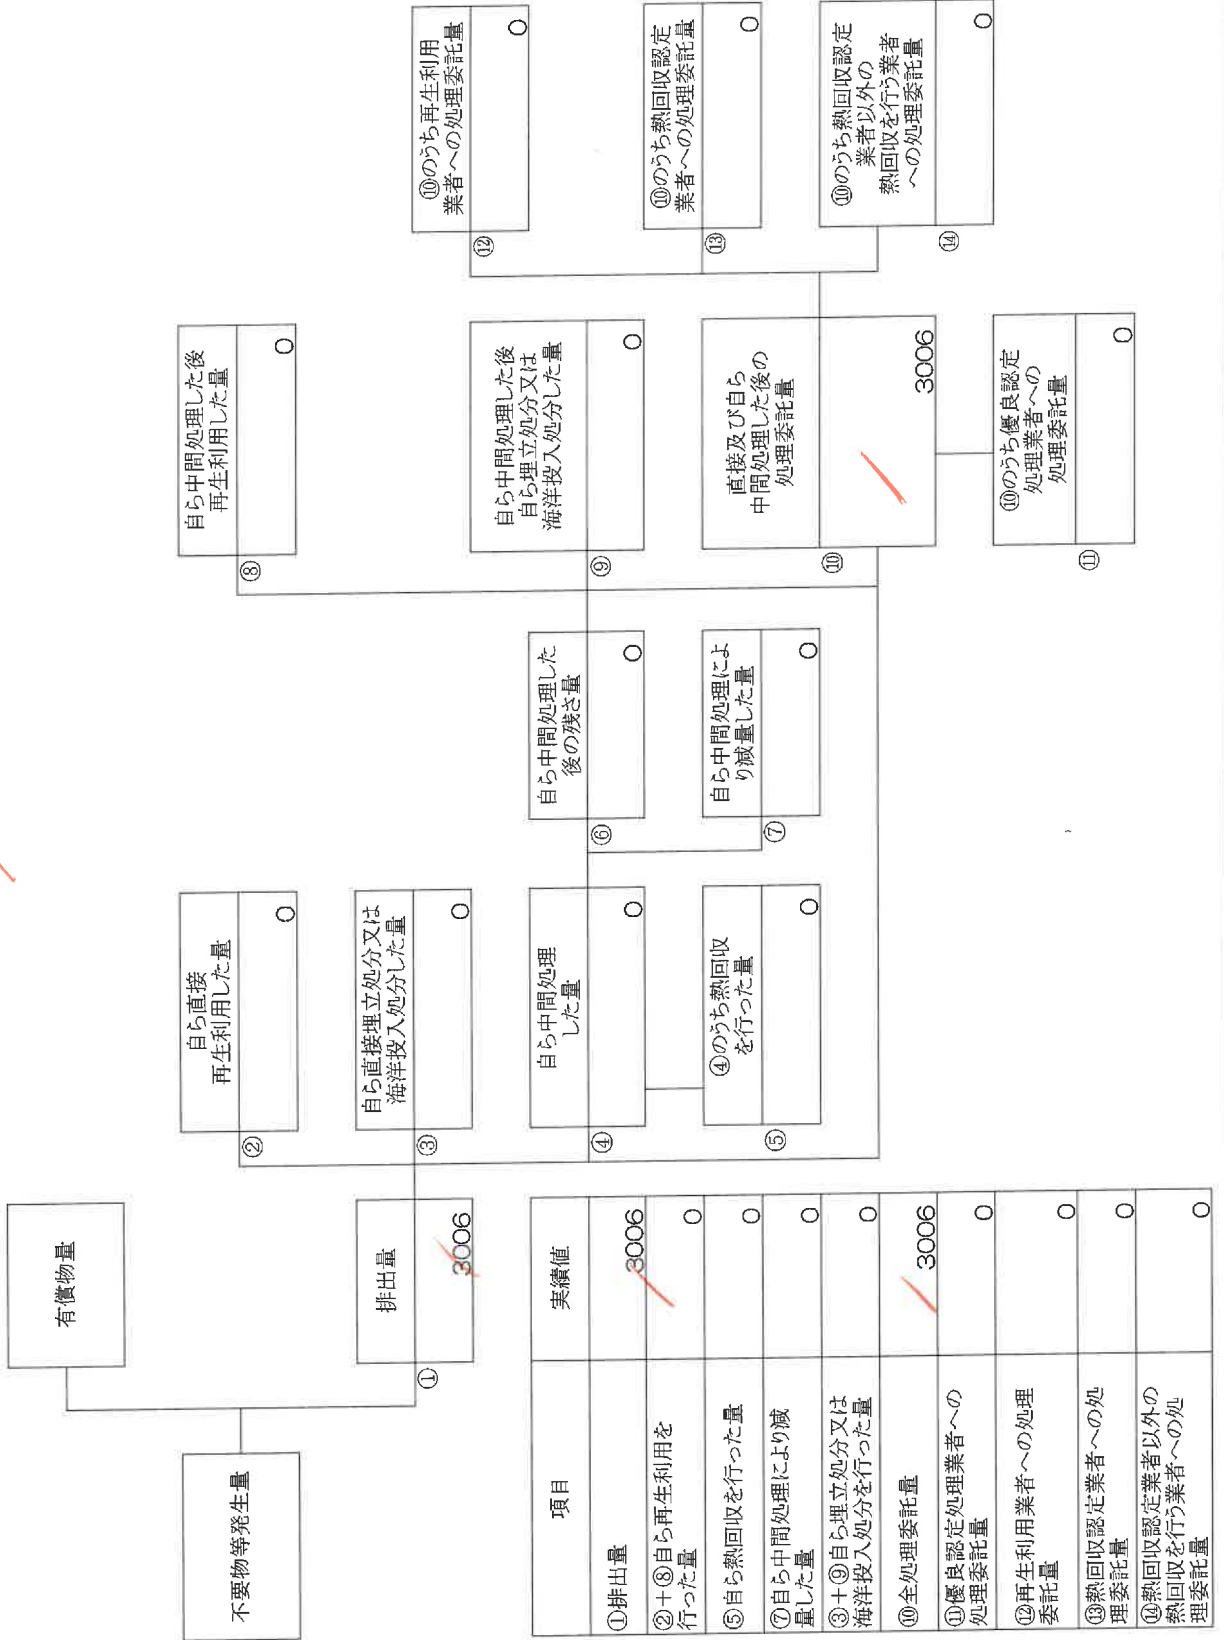 不要物等発生量
有償物量
①
排出量
3006
②
自ら直接
再生利用した量
0
③
自ら直接埋立処分又は
海洋投入処分した量
0
④
自ら中間処理
した量
0
⑤
④のうち熱回収
を行った量
0
⑥
自ら中間処理した
後の残さ量
0
⑦
自ら中間処理によ
り減量した量
0
⑧
自ら中間処理した後
再生利用した量
0
⑨
自ら中間処理した後
自ら埋立処分又は
海洋投入処分した量
0
⑩
直接及び自ら
中間処理した後の
処理委託量
3006
⑪
⑩のうち優良認定
処理業者への
処理委託量
0
⑫
⑩のうち再生利用
業者への処理委託量
0
⑬
⑩のうち熱回収認定
業者への処理委託量
0
⑭
⑩のうち熱回収認定
業者以外の
熱回収を行う業者
への処理委託量
0
項目 実績値
①排出量 3006
②+⑧自ら再生利用を
行った量 0
⑤自ら熱回収を行った量 0
⑦自ら中間処理により減
量した量 0
③+⑨自ら埋立処分又は
海洋投入処分を行った量 0
⑩全処理委託量 3006
⑪優良認定処理業者への
処理委託量 0
⑫再生利用業者への処理
委託量 0
⑬熱回収認定業者への処
理委託量 0
⑭熱回収認定業者以外の
熱回収を行う業者への処
理委託量 0